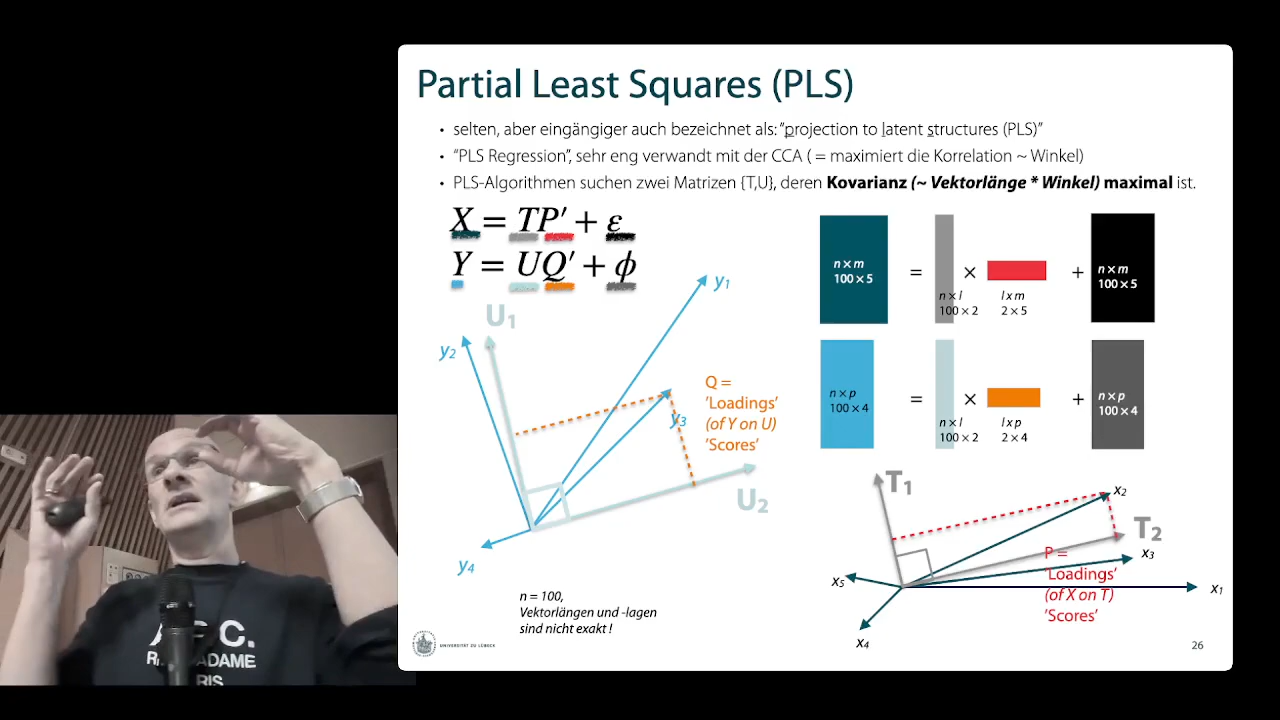 Partial Least Squares (PLS)
• selten, aber eingängiger auch bezeichnet als: "projection to latent structures (PLS)"
• "PLS Regression", sehr eng verwandt mit der CCA ( = maximiert die Korrelation ~ Winkel)
• PLS-Algorithmen suchen zwei Matrizen {T,U}, deren Kovarianz (~ Vektorlänge * Winkel) maximal ist.
X = TP' + ε
Y = UQ' + ϕ
n × m
100 × 5
=
×
+
n × m
100 × 5
n × l
100 × 2
l x m
2 × 5
n × p
100 × 4
=
×
+
n × p
100 × 4
n × l
100 × 2
l x p
2 × 4
y1
U1
y2
Q =
'Loadings'
(of Y on U)
'Scores'
y3
U2
y4
T1
x2
T2
x3
P =
'Loadings'
(of X on T)
'Scores'
x5
x1
x4
n = 100,
Vektorlängen und -lagen
sind nicht exakt !
UNIVERSITÄT ZU LÜBECK
26